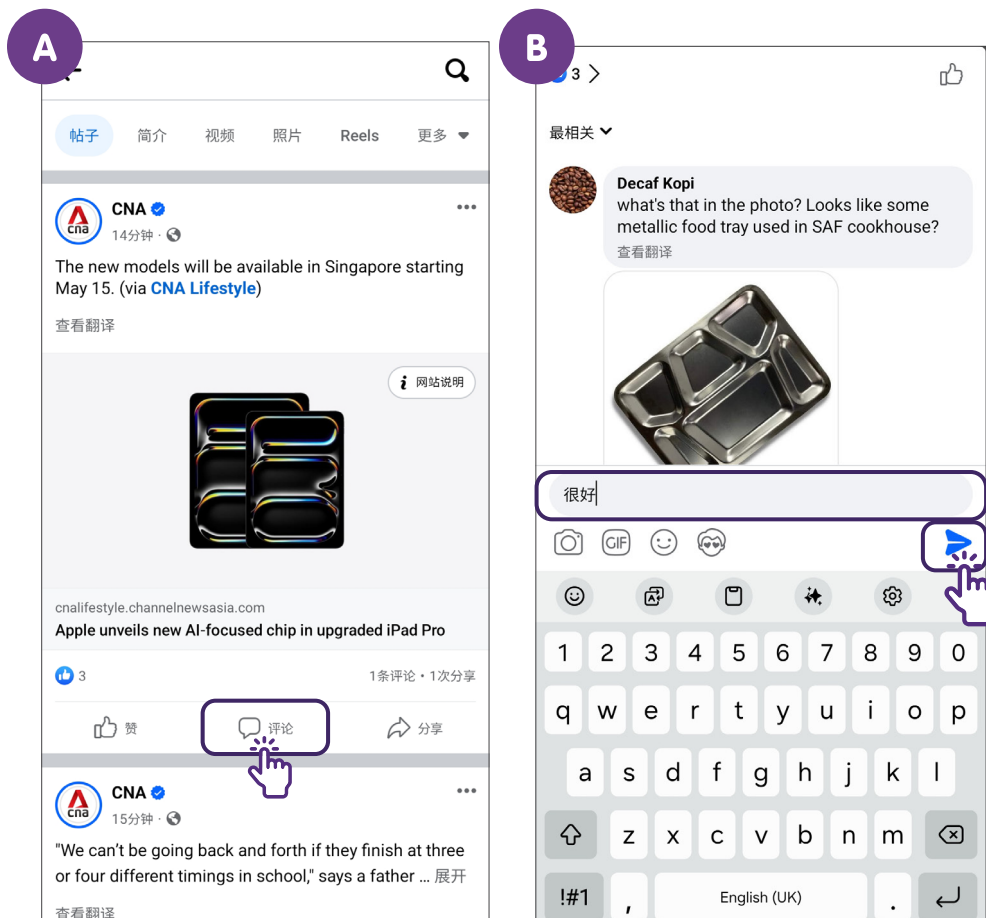 A
帖子 简介 视频 照片 Reels 更多
CNA
cna
14分钟 ·
The new models will be available in Singapore starting
May 15. (via CNA Lifestyle)
查看翻译
i 网站说明
cnalifestyle.channelnewsasia.com
Apple unveils new AI-focused chip in upgraded iPad Pro
3
1条评论 • 1次分享
赞 评论 分享
CNA
cna
15分钟 ·
"We can't be going back and forth if they finish at three
or four different timings in school," says a father ... 展开
查看翻译
B
3
最相关
Decaf Kopi
what's that in the photo? Looks like some
metallic food tray used in SAF cookhouse?
查看翻译
很好
GIF
1 2 3 4 5 6 7 8 9 0
q w e r t y u i o p
a s d f g h j k l
z x c v b n m
!#1 , English (UK) .